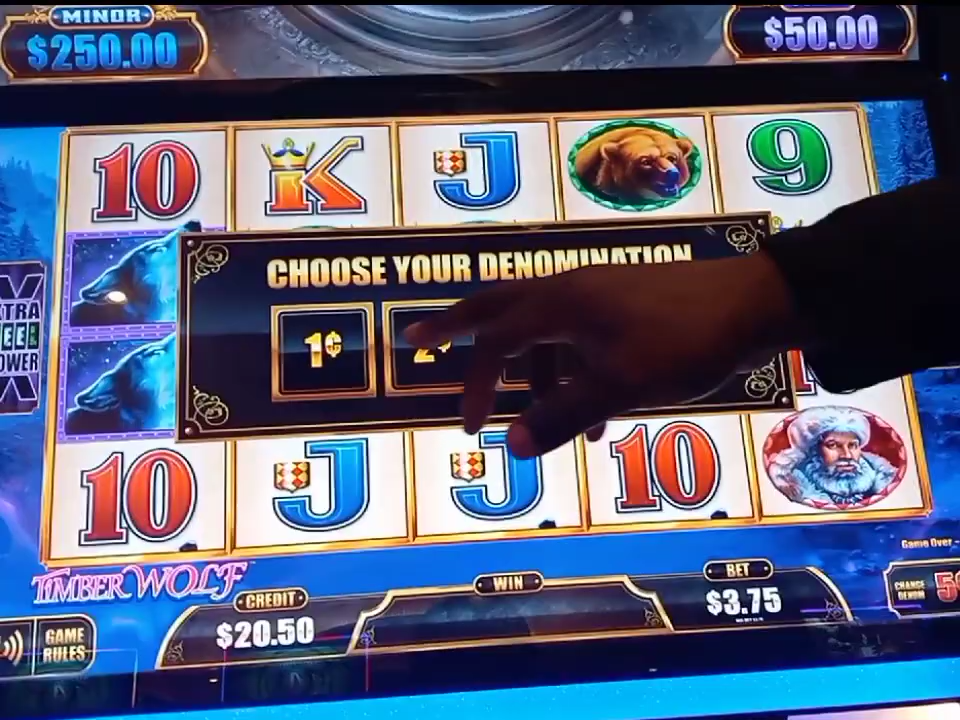 MINOR
$250.00
$50.00
10 K J 9
CHOOSE YOUR DENOMINATION
1¢ 2¢
10 J J 10
TIMBER WOLF
CREDIT
$20.50
WIN
BET
$3.75
Game Over
CHANGE
DENOM
GAME
RULES